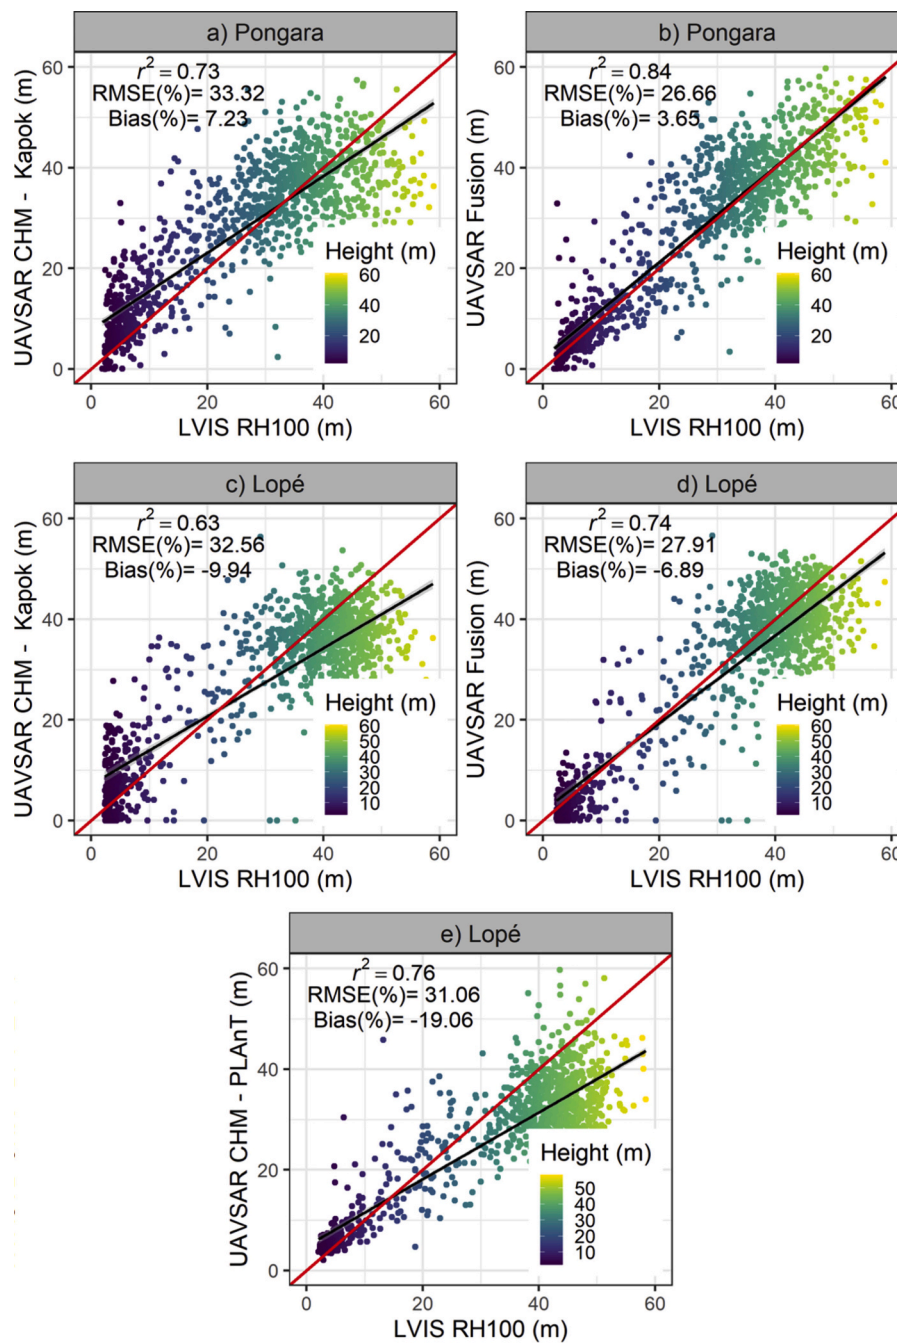 a) Pongara
r² = 0.73
RMSE(%)= 33.32
Bias(%)= 7.23
UAVSAR CHM - Kapok (m)
60
40
20
0
Height (m)
60
40
20
0 20 40 60
LVIS RH100 (m)
b) Pongara
r² = 0.84
RMSE(%)= 26.66
Bias(%)= 3.65
UAVSAR Fusion (m)
60
40
20
0
Height (m)
60
40
20
0 20 40 60
LVIS RH100 (m)
c) Lopé
r² = 0.63
RMSE(%)= 32.56
Bias(%)= -9.94
UAVSAR CHM - Kapok (m)
60
40
20
0
Height (m)
60
50
40
30
20
10
0 20 40 60
LVIS RH100 (m)
d) Lopé
r² = 0.74
RMSE(%)= 27.91
Bias(%)= -6.89
UAVSAR Fusion (m)
60
40
20
0
Height (m)
60
50
40
30
20
10
0 20 40 60
LVIS RH100 (m)
e) Lopé
r² = 0.76
RMSE(%)= 31.06
Bias(%)= -19.06
UAVSAR CHM - PLAnT (m)
60
40
20
0
Height (m)
50
40
30
20
10
0 20 40 60
LVIS RH100 (m)